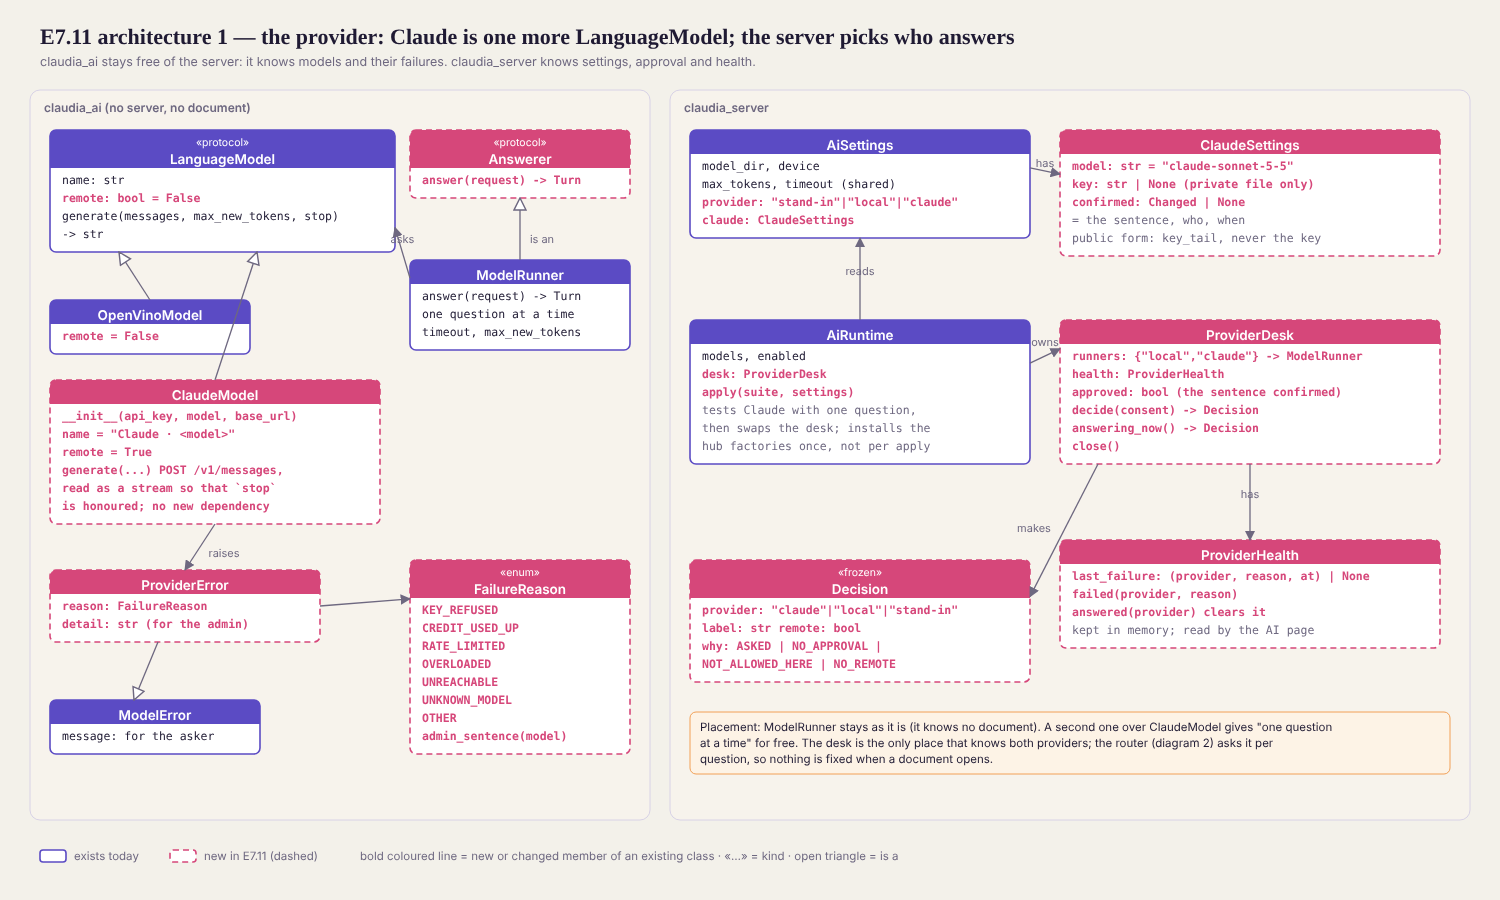 E7.11 architecture 1 — the provider: Claude is one more LanguageModel; the server picks who answers
claudia_ai stays free of the server: it knows models and their failures. claudia_server knows settings, approval and health.
claudia_ai (no server, no document)
«protocol»
LanguageModel
name: str
remote: bool = False
generate(messages, max_new_tokens, stop)
-> str
«protocol»
Answerer
answer(request) -> Turn
asks
is an
ModelRunner
answer(request) -> Turn
one question at a time
timeout, max_new_tokens
OpenVinoModel
remote = False
ClaudeModel
__init__(api_key, model, base_url)
name = "Claude · <model>"
remote = True
generate(...) POST /v1/messages,
read as a stream so that `stop`
is honoured; no new dependency
raises
ProviderError
reason: FailureReason
detail: str (for the admin)
«enum»
FailureReason
KEY_REFUSED
CREDIT_USED_UP
RATE_LIMITED
OVERLOADED
UNREACHABLE
UNKNOWN_MODEL
OTHER
admin_sentence(model)
ModelError
message: for the asker
claudia_server
AiSettings
model_dir, device
max_tokens, timeout (shared)
provider: "stand-in"|"local"|"claude"
claude: ClaudeSettings
has
ClaudeSettings
model: str = "claude-sonnet-5-5"
key: str | None (private file only)
confirmed: Changed | None
= the sentence, who, when
public form: key_tail, never the key
reads
AiRuntime
models, enabled
desk: ProviderDesk
apply(suite, settings)
tests Claude with one question,
then swaps the desk; installs the
hub factories once, not per apply
owns
ProviderDesk
runners: {"local","claude"} -> ModelRunner
health: ProviderHealth
approved: bool (the sentence confirmed)
decide(consent) -> Decision
answering_now() -> Decision
close()
makes
has
«frozen»
Decision
provider: "claude"|"local"|"stand-in"
label: str remote: bool
why: ASKED | NO_APPROVAL |
NOT_ALLOWED_HERE | NO_REMOTE
ProviderHealth
last_failure: (provider, reason, at) | None
failed(provider, reason)
answered(provider) clears it
kept in memory; read by the AI page
Placement: ModelRunner stays as it is (it knows no document). A second one over ClaudeModel gives "one question
at a time" for free. The desk is the only place that knows both providers; the router (diagram 2) asks it per
question, so nothing is fixed when a document opens.
exists today
new in E7.11 (dashed)
bold coloured line = new or changed member of an existing class · «…» = kind · open triangle = is a